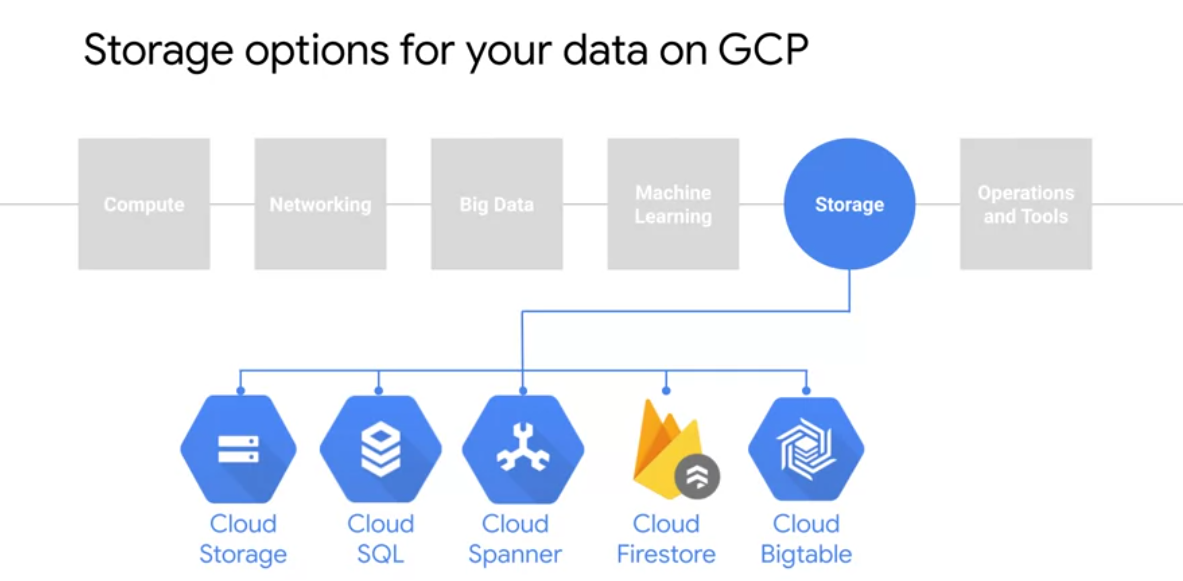 Storage options for your data on GCP
Compute
Networking
Big Data
Machine
Learning
Storage
Operations
and Tools
Cloud
Storage
Cloud
SQL
Cloud
Spanner
Cloud
Firestore
Cloud
Bigtable